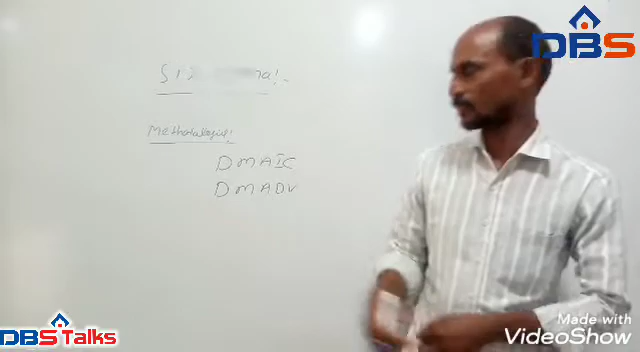 DBS
Methodologies:
DMAIC
DMADV
Made with
VideoShow
DBS Talks